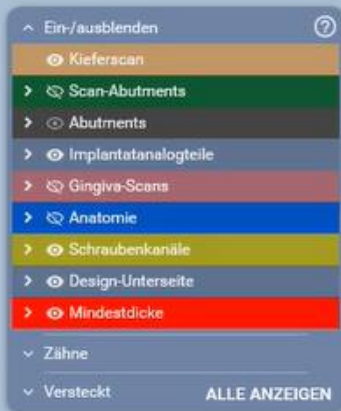 Ein-/ausblenden
Kieferscan
Scan-Abutments
Abutments
Implantatanalogteile
Gingiva-Scans
Anatomie
Schraubenkanäle
Design-Unterseite
Mindestdicke
Zähne
Versteckt ALLE ANZEIGEN